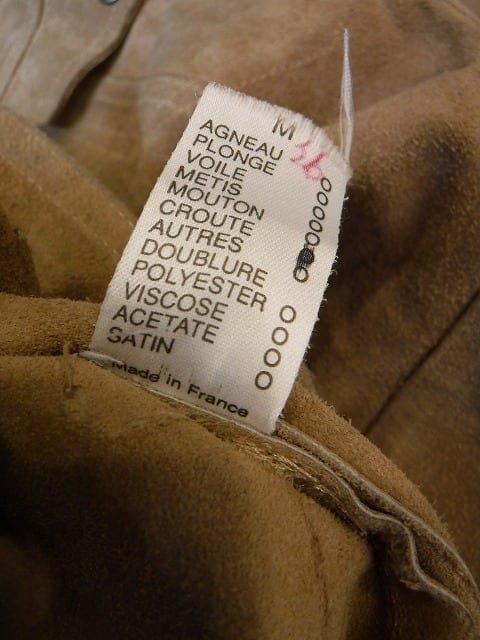 M 36
AGNEAU
PLONGE O
VOILE O
METIS O
MOUTON O
CROUTE O
AUTRES
DOUBLURE O
POLYESTER O
VISCOSE O
ACETATE O
SATIN O
Made in France